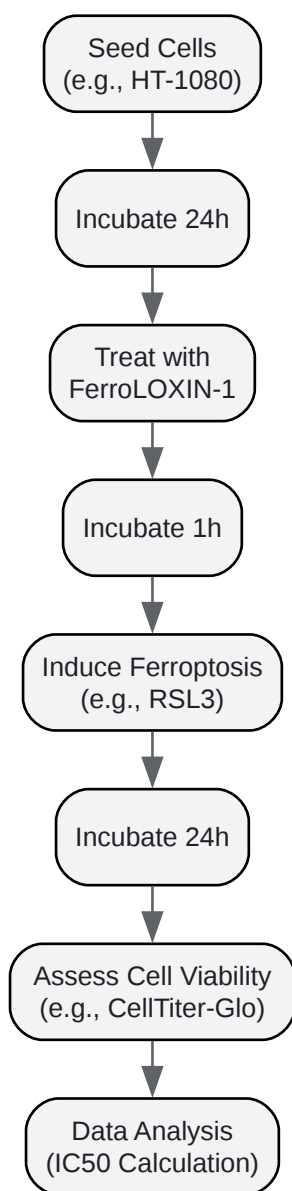 Seed Cells
(e.g., HT-1080)
Incubate 24h
Treat with
FerroLOXIN-1
Incubate 1h
Induce Ferroptosis
(e.g., RSL3)
Incubate 24h
Assess Cell Viability
(e.g., CellTiter-Glo)
Data Analysis
(IC50 Calculation)